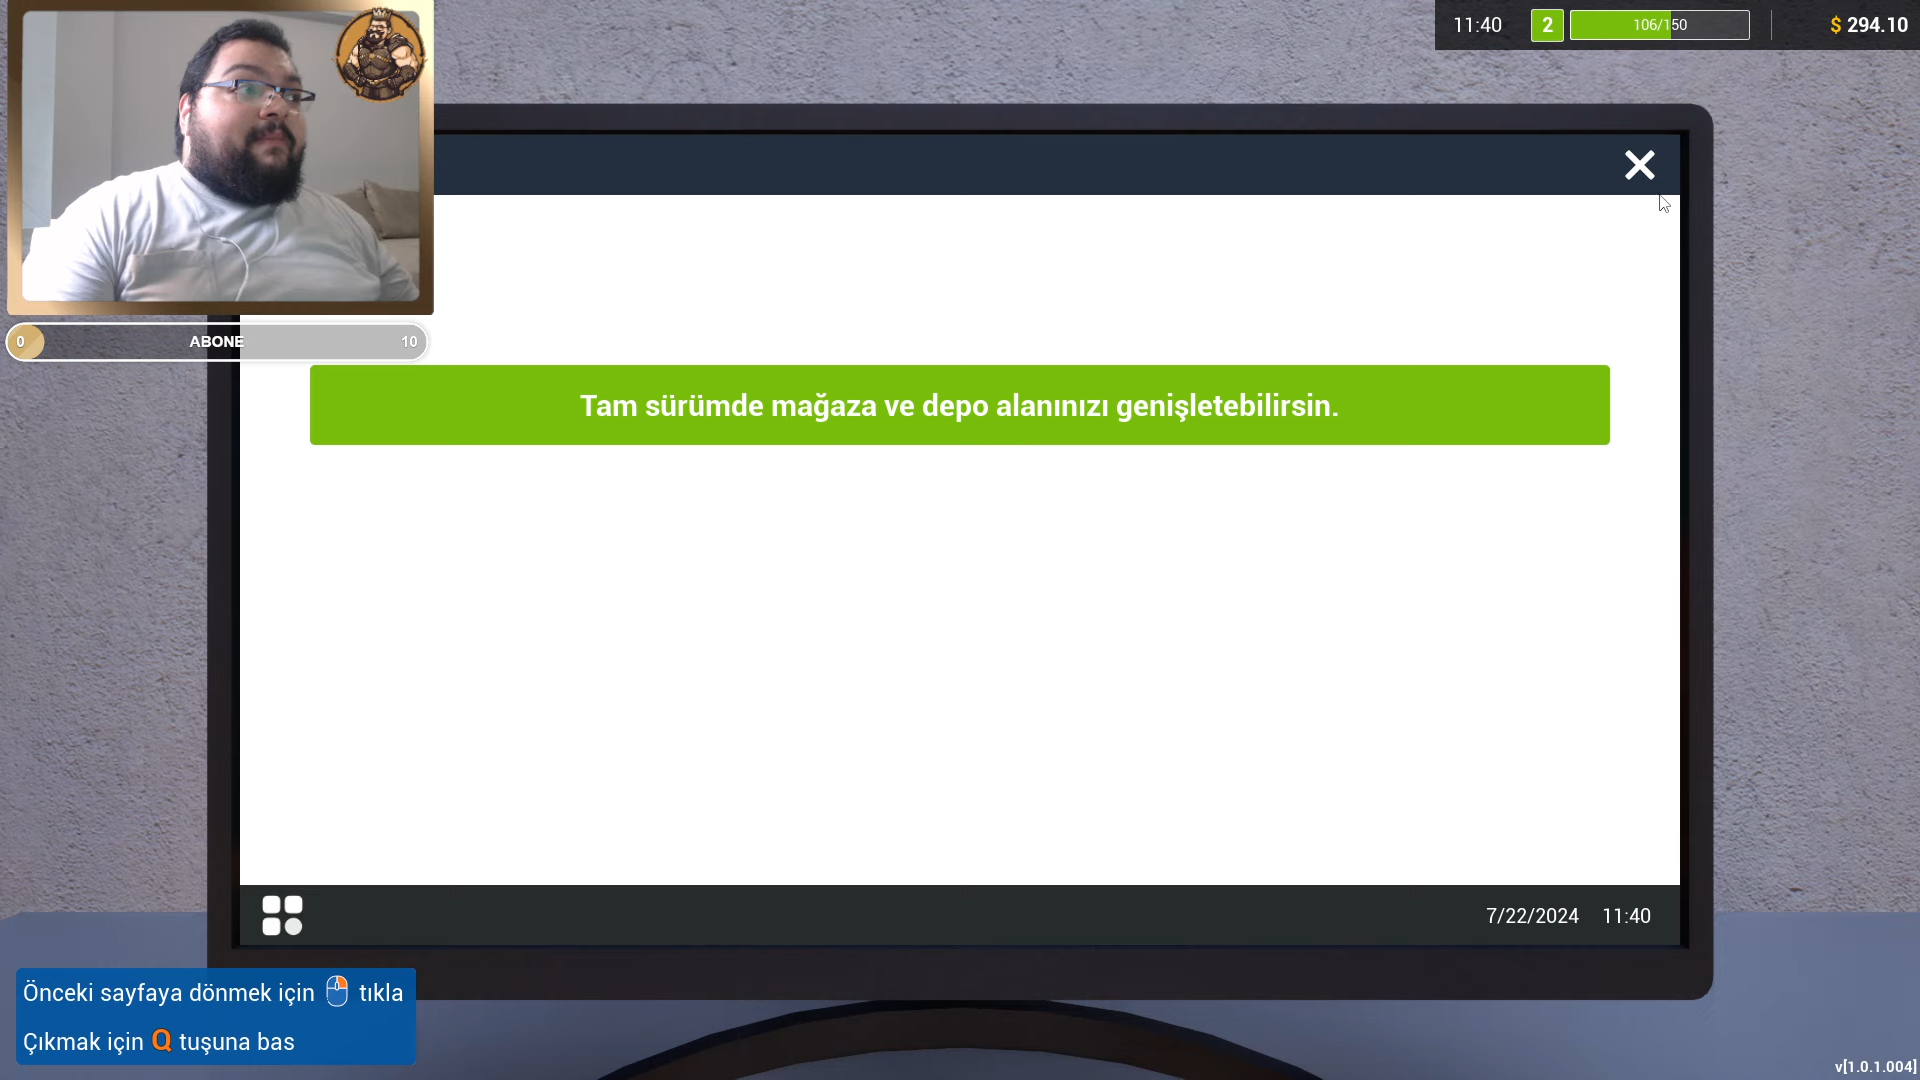 11:40 2 106/150 $ 294.10
0 ABONE 10
Tam sürümde mağaza ve depo alanınızı genişletebilirsin.
7/22/2024 11:40
Önceki sayfaya dönmek için tıkla
Çıkmak için Q tuşuna bas
v[1.0.1.004]